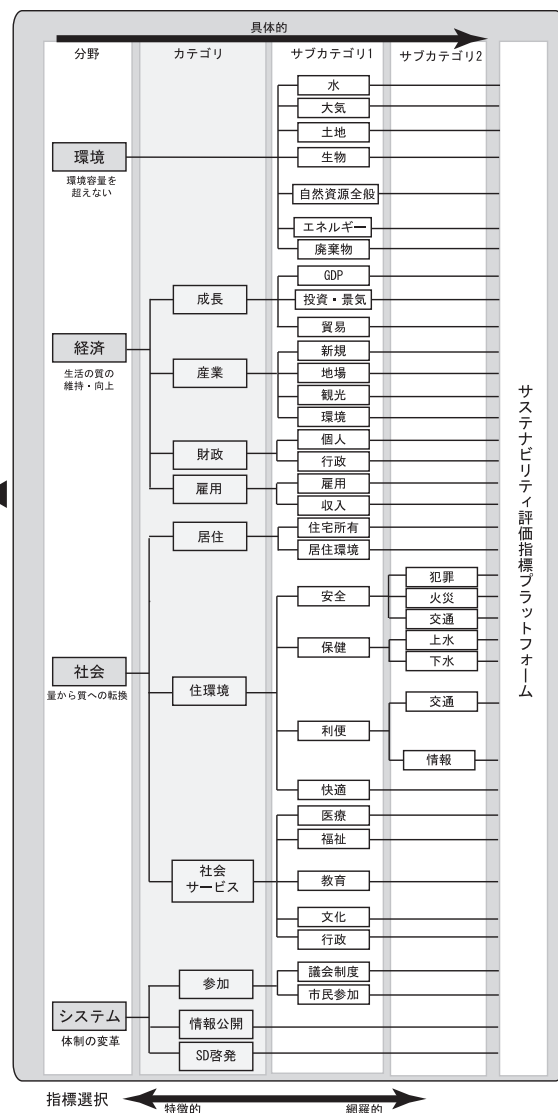 具体的
分野
カテゴリ
サブカテゴリ1
サブカテゴリ2
環境
環境容量を
超えない
水
大気
土地
生物
自然資源全般
エネルギー
廃棄物
経済
生活の質の
維持・向上
成長
GDP
投資・景気
貿易
産業
新規
地場
観光
環境
財政
個人
行政
雇用
雇用
収入
社会
量から質への転換
居住
住宅所有
居住環境
住環境
安全
犯罪
火災
交通
保健
上水
下水
利便
交通
情報
快適
社会
サービス
医療
福祉
教育
文化
行政
システム
体制の変革
参加
議会制度
市民参加
情報公開
SD啓発
サステナビリティ評価指標プラットフォーム
指標選択
特徴的
網羅的